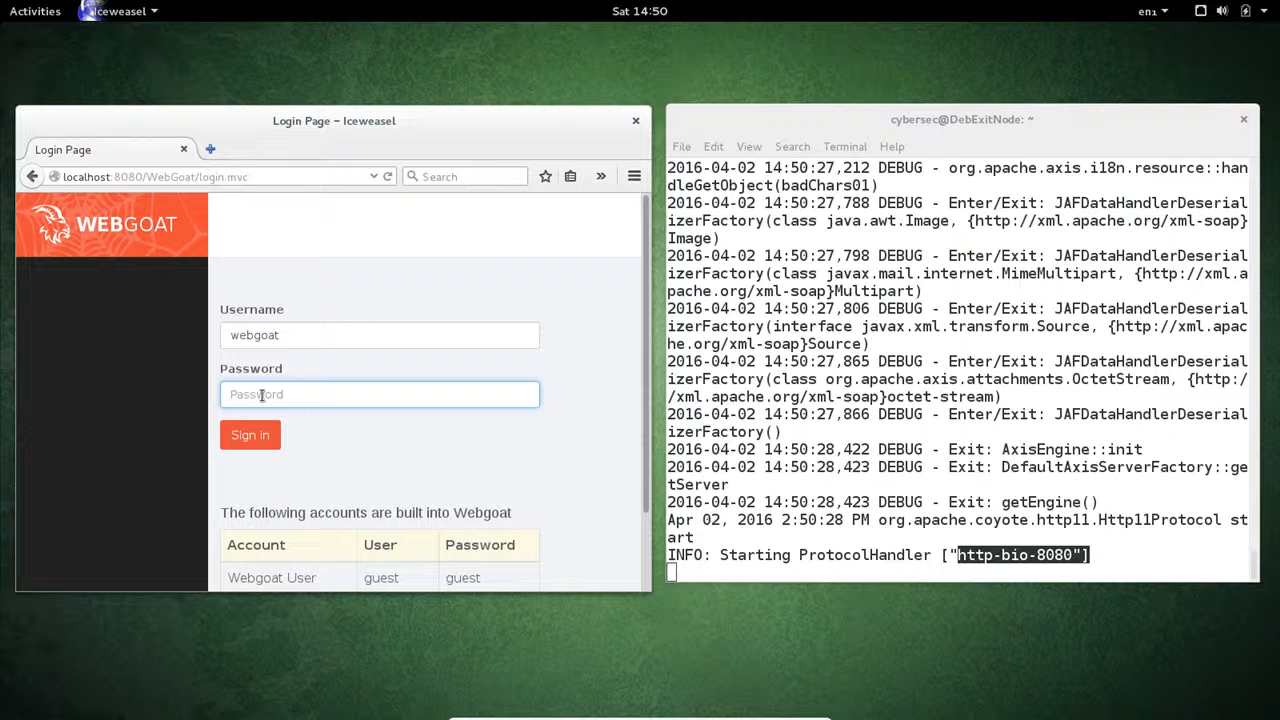 Activities
Iceweasel
Sat 14:50
en1
Login Page – Iceweasel
Login Page
localhost:8080/WebGoat/login.mvc
Search
WEBGOAT
Username
webgoat
Password
Password
Sign in
The following accounts are built into Webgoat
Account User Password
Webgoat User guest guest
cybersec@DebExitNode: ~
File Edit View Search Terminal Help
2016-04-02 14:50:27,212 DEBUG - org.apache.axis.i18n.resource::han
dleGetObject(badChars01)
2016-04-02 14:50:27,788 DEBUG - Enter/Exit: JAFDataHandlerDeserial
izerFactory(class java.awt.Image, {http://xml.apache.org/xml-soap}
Image)
2016-04-02 14:50:27,798 DEBUG - Enter/Exit: JAFDataHandlerDeserial
izerFactory(class javax.mail.internet.MimeMultipart, {http://xml.a
pache.org/xml-soap}Multipart)
2016-04-02 14:50:27,806 DEBUG - Enter/Exit: JAFDataHandlerDeserial
izerFactory(interface javax.xml.transform.Source, {http://xml.apac
he.org/xml-soap}Source)
2016-04-02 14:50:27,865 DEBUG - Enter/Exit: JAFDataHandlerDeserial
izerFactory(class org.apache.axis.attachments.OctetStream, {http:/
/xml.apache.org/xml-soap}octet-stream)
2016-04-02 14:50:27,866 DEBUG - Enter/Exit: JAFDataHandlerDeserial
izerFactory()
2016-04-02 14:50:28,422 DEBUG - Exit: AxisEngine::init
2016-04-02 14:50:28,423 DEBUG - Exit: DefaultAxisServerFactory::ge
tServer
2016-04-02 14:50:28,423 DEBUG - Exit: getEngine()
Apr 02, 2016 2:50:28 PM org.apache.coyote.http11.Http11Protocol st
art
INFO: Starting ProtocolHandler ["http-bio-8080"]